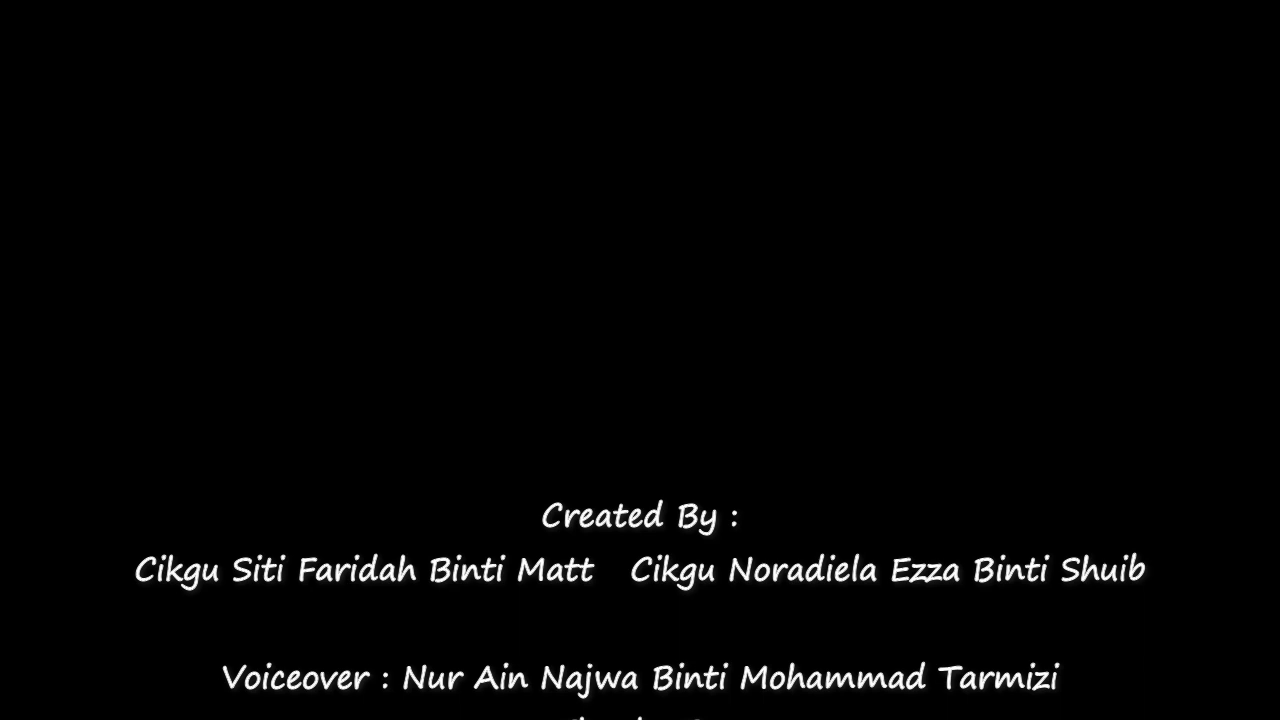 Created By :
Cikgu Siti Faridah Binti Matt   Cikgu Noradiela Ezza Binti Shuib
Voiceover : Nur Ain Najwa Binti Mohammad Tarmizi